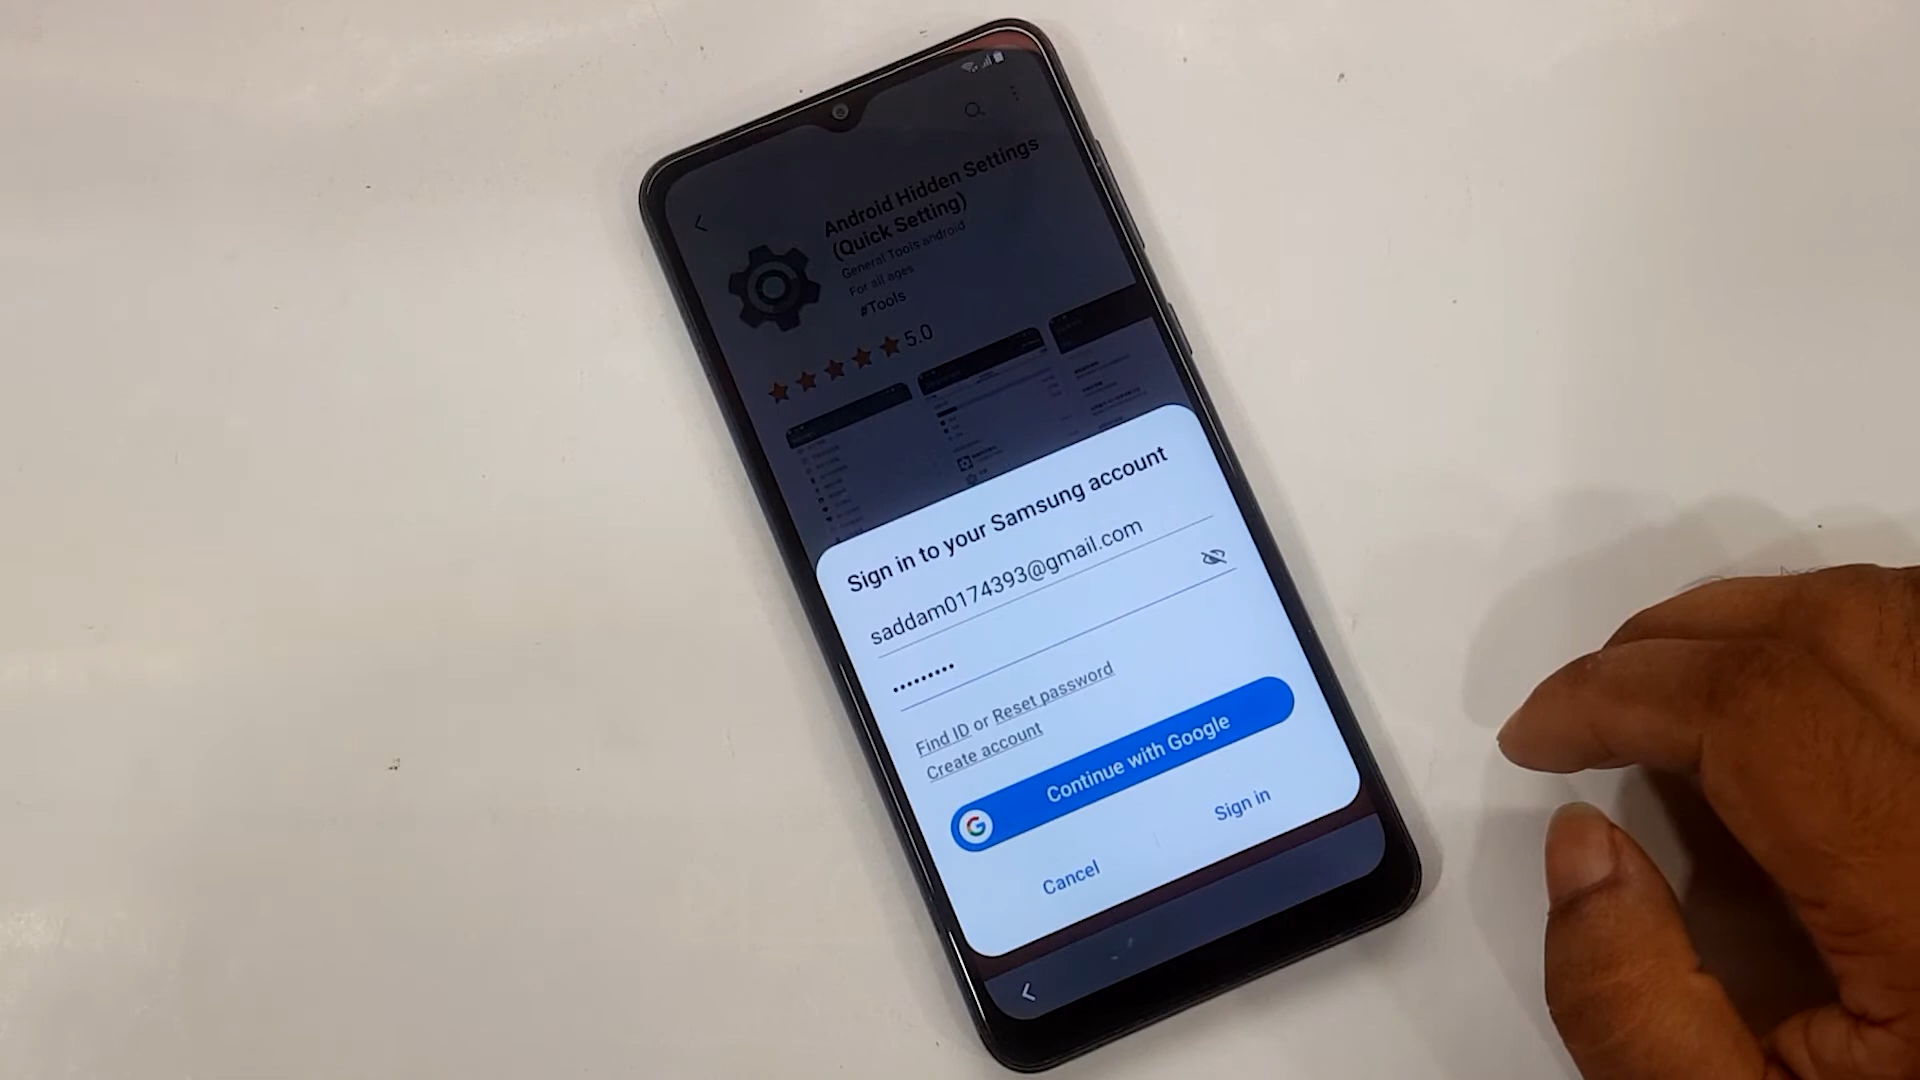 Android Hidden Settings
(Quick Setting)
General Tools android
For all ages
#Tools
5.0
Sign in to your Samsung account
saddam0174393@gmail.com
•••••••••
Find ID or Reset password
Create account
G Continue with Google
Cancel
Sign in